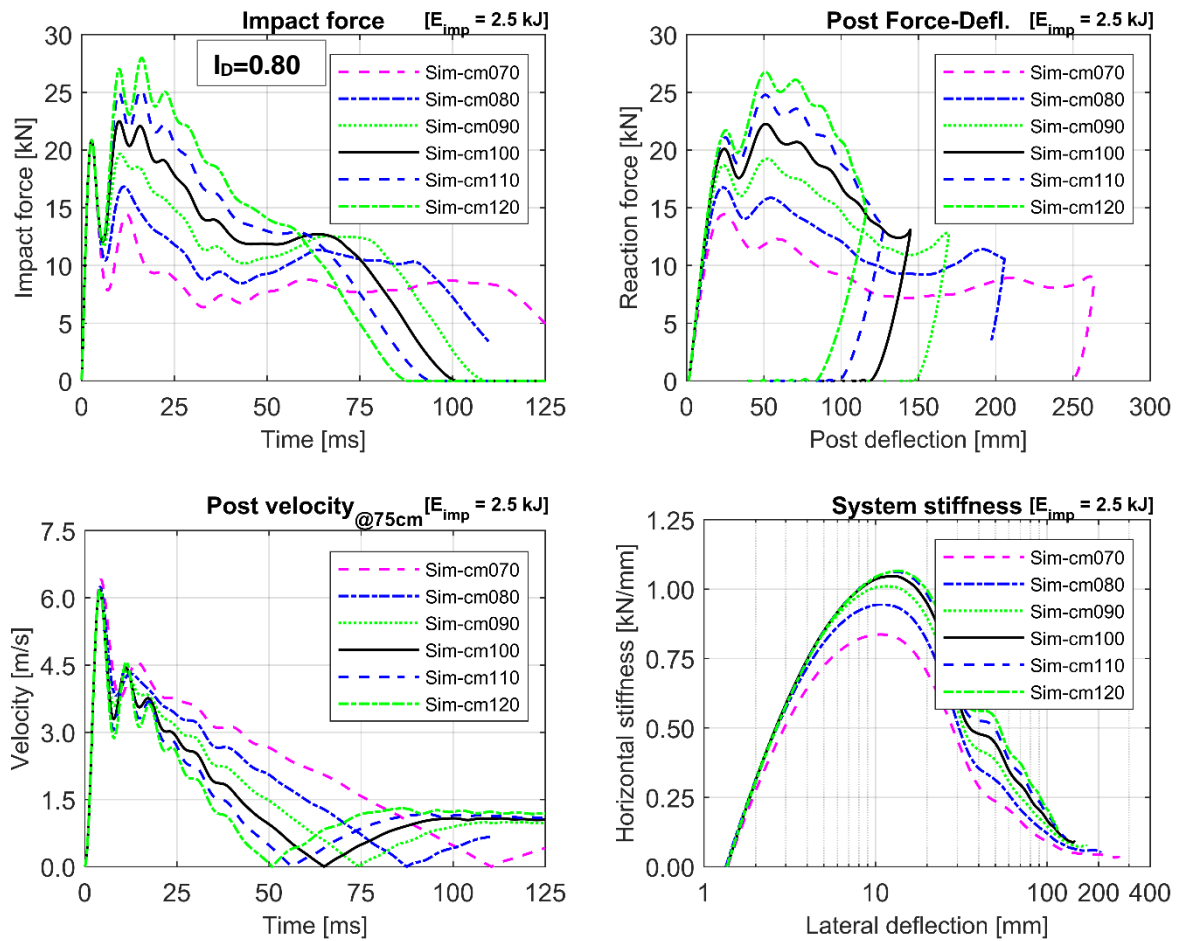 Impact force [E_imp = 2.5 kJ]
I_D=0.80
Sim-cm070
Sim-cm080
Sim-cm090
Sim-cm100
Sim-cm110
Sim-cm120
Impact force [kN]
30
25
20
15
10
5
0
0 25 50 75 100 125
Time [ms]
Post Force-Defl. [E_imp = 2.5 kJ]
Sim-cm070
Sim-cm080
Sim-cm090
Sim-cm100
Sim-cm110
Sim-cm120
Reaction force [kN]
30
25
20
15
10
5
0
0 50 100 150 200 250 300
Post deflection [mm]
Post velocity @75cm [E_imp = 2.5 kJ]
Sim-cm070
Sim-cm080
Sim-cm090
Sim-cm100
Sim-cm110
Sim-cm120
Velocity [m/s]
7.5
6.0
4.5
3.0
1.5
0.0
0 25 50 75 100 125
Time [ms]
System stiffness [E_imp = 2.5 kJ]
Sim-cm070
Sim-cm080
Sim-cm090
Sim-cm100
Sim-cm110
Sim-cm120
Horizontal stiffness [kN/mm]
1.25
1.00
0.75
0.50
0.25
0.00
1 10 100 200 400
Lateral deflection [mm]